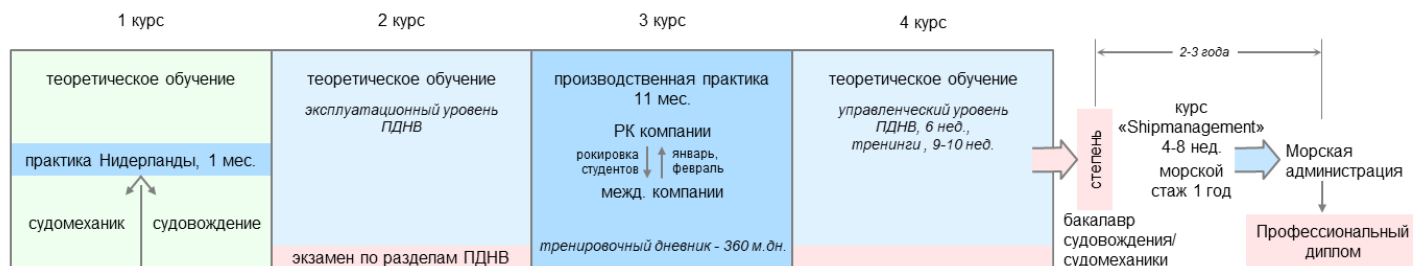 1 курс
2 курс
3 курс
4 курс
теоретическое обучение
практика Нидерланды, 1 мес.
судомеханик
судовождение
теоретическое обучение
эксплуатационный уровень
ПДНВ
экзамен по разделам ПДНВ
производственная практика
11 мес.
РК компании
рокировка
студентов
январь,
февраль
межд. компании
тренировочный дневник - 360 м.дн.
теоретическое обучение
управленческий уровень
ПДНВ, 6 нед.,
тренинги , 9-10 нед.
2-3 года
степень
бакалавр
судовождения/
судомеханики
курс
«Shipmanagement»
4-8 нед.
морской
стаж 1 год
Морская
администрация
Профессиональный
диплом